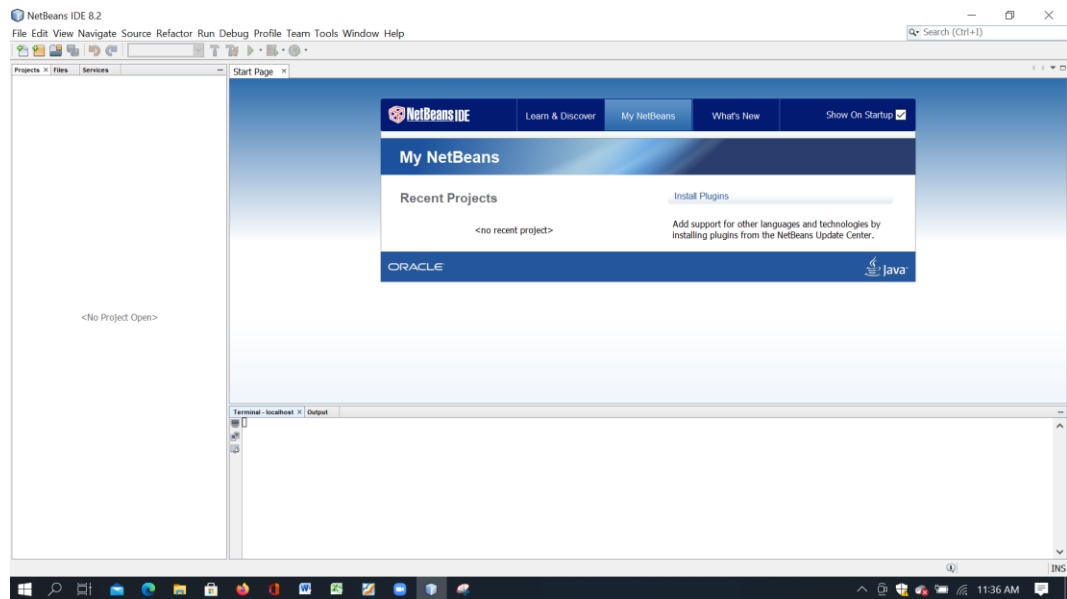 NetBeans IDE 8.2
File Edit View Navigate Source Refactor Run Debug Profile Team Tools Window Help
Search (Ctrl+I)
Projects Files Services
Start Page
NetBeans IDE Learn & Discover My NetBeans What's New Show On Startup
My NetBeans
Recent Projects
<no recent project>
Install Plugins
Add support for other languages and technologies by
installing plugins from the NetBeans Update Center.
ORACLE
Java
<No Project Open>
Terminal - localhost Output
INS
11:36 AM